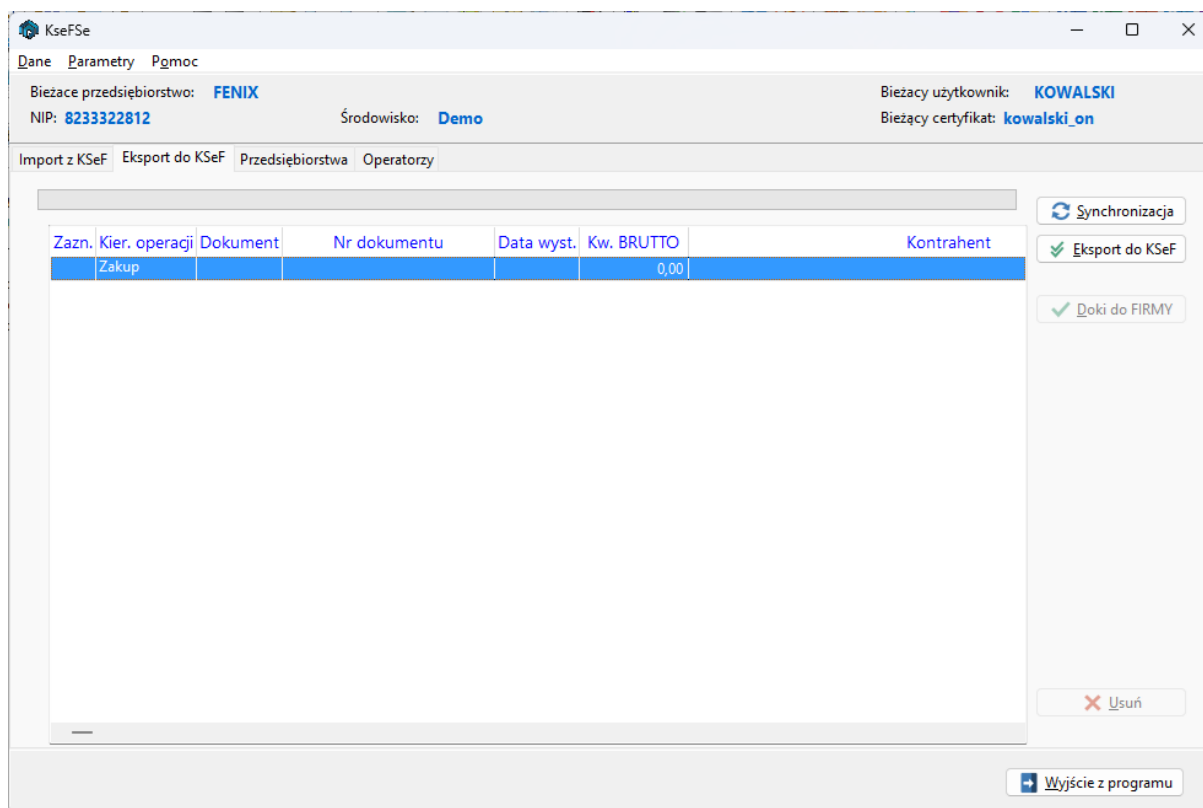 KseFSe
Dane Parametry Pomoc
Bieżace przedsiębiorstwo: FENIX Bieżacy użytkownik: KOWALSKI
NIP: 8233322812 Środowisko: Demo Bieżący certyfikat: kowalski_on
Import z KSeF Eksport do KSeF Przedsiębiorstwa Operatorzy
Synchronizacja
Zazn. Kier. operacji Dokument Nr dokumentu Data wyst. Kw. BRUTTO Kontrahent
Eksport do KSeF
Zakup 0,00
Doki do FIRMY
Usuń
Wyjście z programu